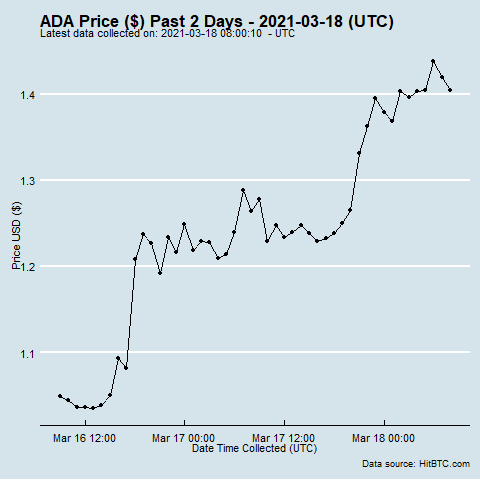 ADA Price ($) Past 2 Days - 2021-03-18 (UTC)
Latest data collected on: 2021-03-18 08:00:10  - UTC
1.4
1.3
1.2
1.1
Price USD ($)
Mar 16 12:00
Mar 17 00:00
Mar 17 12:00
Mar 18 00:00
Date Time Collected (UTC)
Data source: HitBTC.com